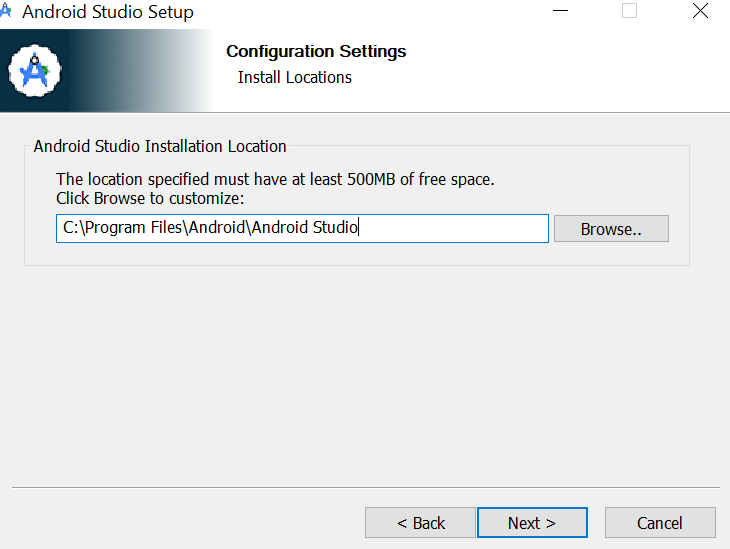 Android Studio Setup
Configuration Settings
Install Locations
Android Studio Installation Location
The location specified must have at least 500MB of free space.
Click Browse to customize:
C:\Program Files\Android\Android Studio
Browse..
< Back
Next >
Cancel